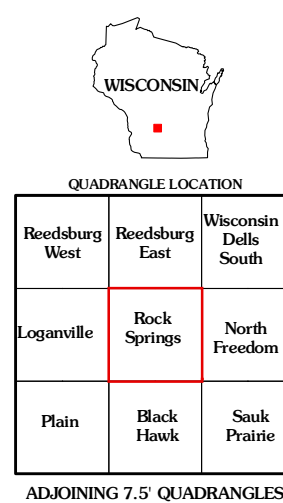 WISCONSIN
QUADRANGLE LOCATION
Reedsburg
West
Reedsburg
East
Wisconsin
Dells
South
Loganville
Rock
Springs
North
Freedom
Plain
Black
Hawk
Sauk
Prairie
ADJOINING 7.5' QUADRANGLES